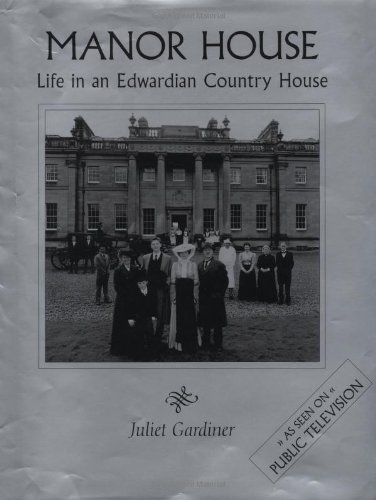 MANOR HOUSE
Life in an Edwardian Country House
Juliet Gardiner
» AS SEEN ON «
PUBLIC TELEVISION